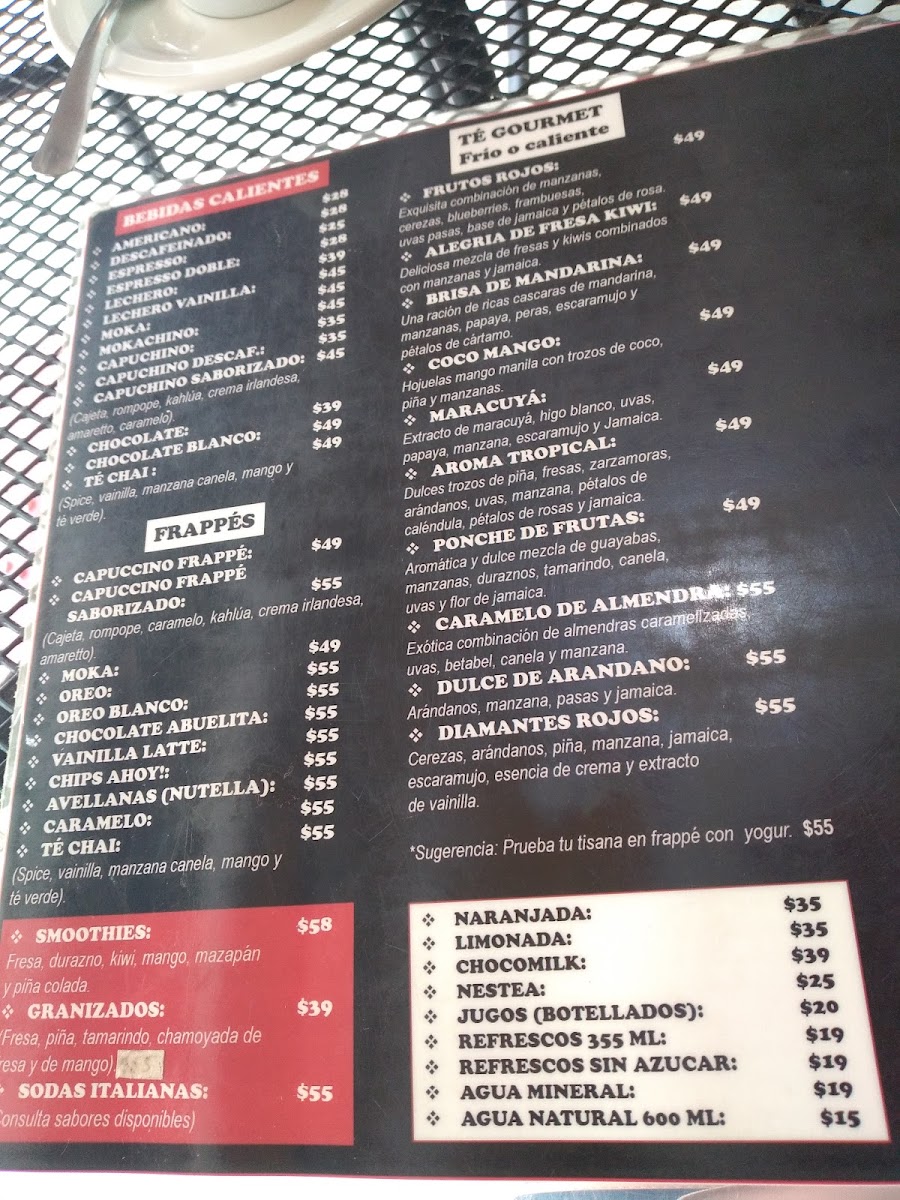 BEBIDAS CALIENTES
AMERICANO: $28
DESCAFEINADO: $28
ESPRESSO: $25
ESPRESSO DOBLE: $28
LECHERO: $39
LECHERO VAINILLA: $45
MOKA: $45
MOKACHINO: $45
CAPUCHINO: $35
CAPUCHINO DESCAF.: $35
CAPUCHINO SABORIZADO: $45
(Cajeta, rompope, kahlúa, crema irlandesa,
amaretto, caramelo).
CHOCOLATE: $39
CHOCOLATE BLANCO: $49
TÉ CHAI : $49
(Spice, vainilla, manzana canela, mango y
té verde).
FRAPPÉS
CAPUCCINO FRAPPÉ: $49
CAPUCCINO FRAPPÉ
SABORIZADO: $55
(Cajeta, rompope, caramelo, kahlúa, crema irlandesa,
amaretto).
MOKA: $49
OREO: $55
OREO BLANCO: $55
CHOCOLATE ABUELITA: $55
VAINILLA LATTE: $55
CHIPS AHOY!: $55
AVELLANAS (NUTELLA): $55
CARAMELO: $55
TÉ CHAI: $55
(Spice, vainilla, manzana canela, mango y
té verde).
SMOOTHIES: $58
Fresa, durazno, kiwi, mango, mazapán
y piña colada.
GRANIZADOS: $39
(Fresa, piña, tamarindo, chamoyada de
resa y de mango).
SODAS ITALIANAS: $55
onsulta sabores disponibles)
TÉ GOURMET
Frio o caliente
FRUTOS ROJOS: $49
Exquisita combinación de manzanas,
cerezas, blueberries, frambuesas,
uvas pasas, base de jamaica y pétalos de rosa.
ALEGRIA DE FRESA KIWI: $49
Deliciosa mezcla de fresas y kiwis combinados
con manzanas y jamaica.
BRISA DE MANDARINA: $49
Una ración de ricas cascaras de mandarina,
manzanas, papaya, peras, escaramujo y
pétalos de cártamo.
COCO MANGO: $49
Hojuelas mango manila con trozos de coco,
piña y manzanas.
MARACUYÁ: $49
Extracto de maracuyá, higo blanco, uvas,
papaya, manzana, escaramujo y Jamaica.
AROMA TROPICAL: $49
Dulces trozos de piña, fresas, zarzamoras,
arándanos, uvas, manzana, pétalos de
caléndula, pétalos de rosas y jamaica.
PONCHE DE FRUTAS: $49
Aromática y dulce mezcla de guayabas,
manzanas, duraznos, tamarindo, canela,
uvas y flor de jamaica.
CARAMELO DE ALMENDRA: $55
Exótica combinación de almendras caramelizadas,
uvas, betabel, canela y manzana.
DULCE DE ARANDANO: $55
Arándanos, manzana, pasas y jamaica.
DIAMANTES ROJOS: $55
Cerezas, arándanos, piña, manzana, jamaica,
escaramujo, esencia de crema y extracto
de vainilla.
*Sugerencia: Prueba tu tisana en frappé con yogur. $55
NARANJADA: $35
LIMONADA: $35
CHOCOMILK: $39
NESTEA: $25
JUGOS (BOTELLADOS): $20
REFRESCOS 355 ML: $19
REFRESCOS SIN AZUCAR: $19
AGUA MINERAL: $19
AGUA NATURAL 600 ML: $15